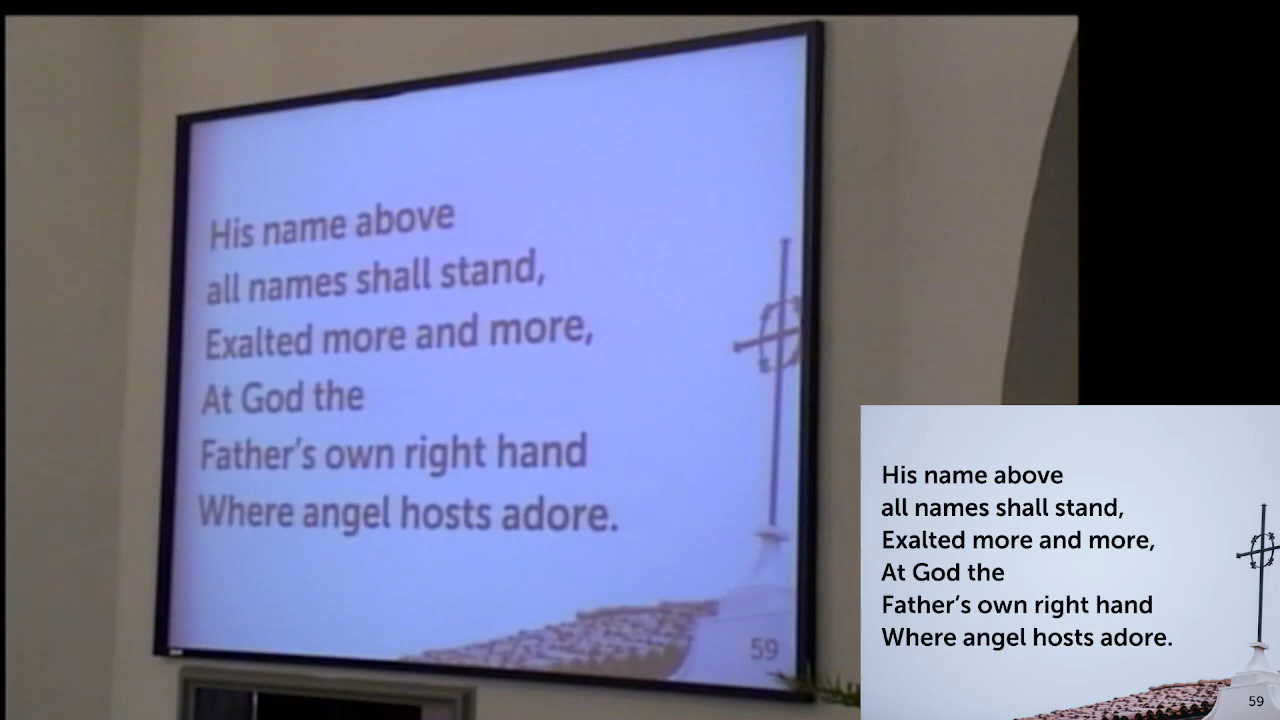 His name above
all names shall stand,
Exalted more and more,
At God the
Father's own right hand
Where angel hosts adore.
59
His name above
all names shall stand,
Exalted more and more,
At God the
Father's own right hand
Where angel hosts adore.
59